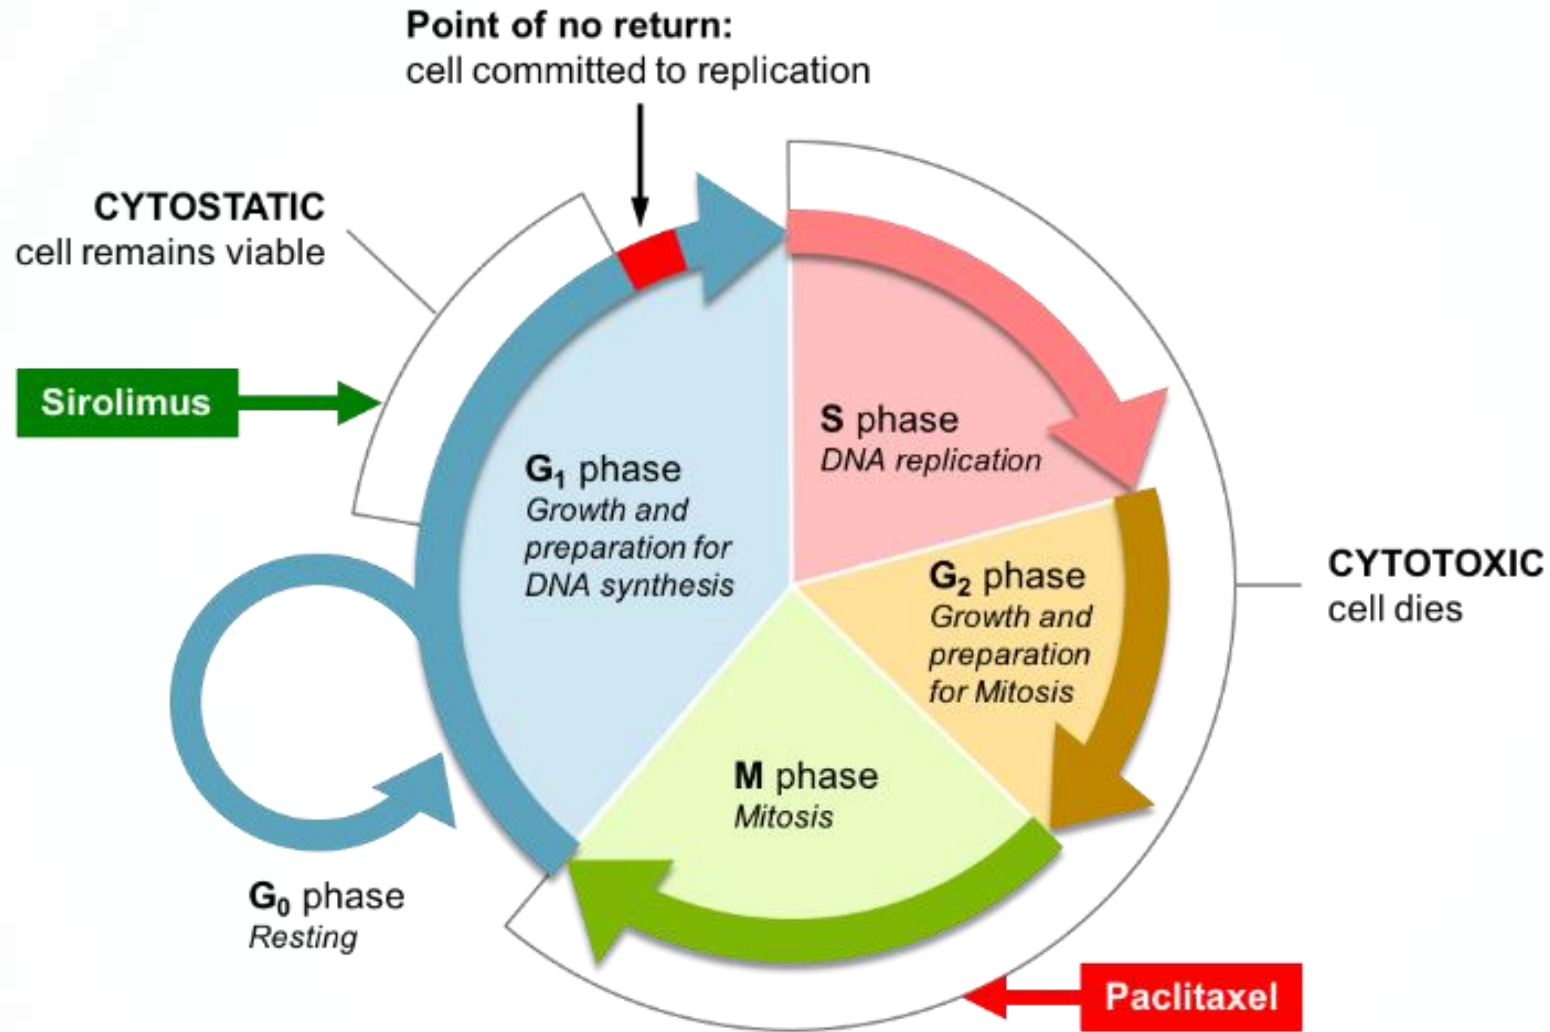 Point of no return:
cell committed to replication
CYTOSTATIC
cell remains viable
Sirolimus
G₁ phase
Growth and
preparation for
DNA synthesis
S phase
DNA replication
G₂ phase
Growth and
preparation
for Mitosis
CYTOTOXIC
cell dies
M phase
Mitosis
G₀ phase
Resting
Paclitaxel